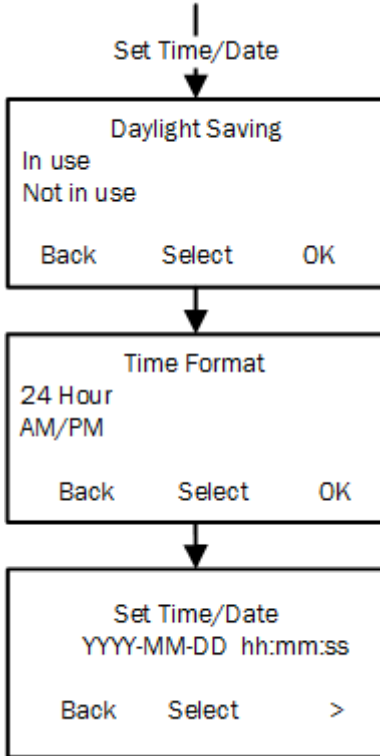 Set Time/Date
Daylight Saving
In use
Not in use
Back Select OK
Time Format
24 Hour
AM/PM
Back Select OK
Set Time/Date
YYYY-MM-DD hh:mm:ss
Back Select >